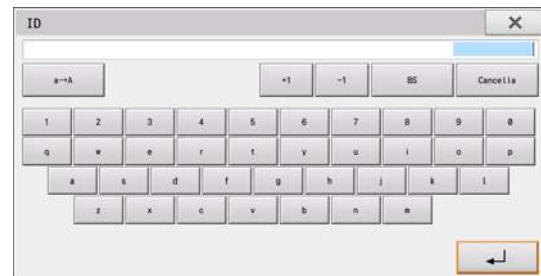 ID
a→A +1 -1 BS Cancella
1 2 3 4 5 6 7 8 9 0
q w e r t y u i o p
a s d f g h j k l
z x c v b n m